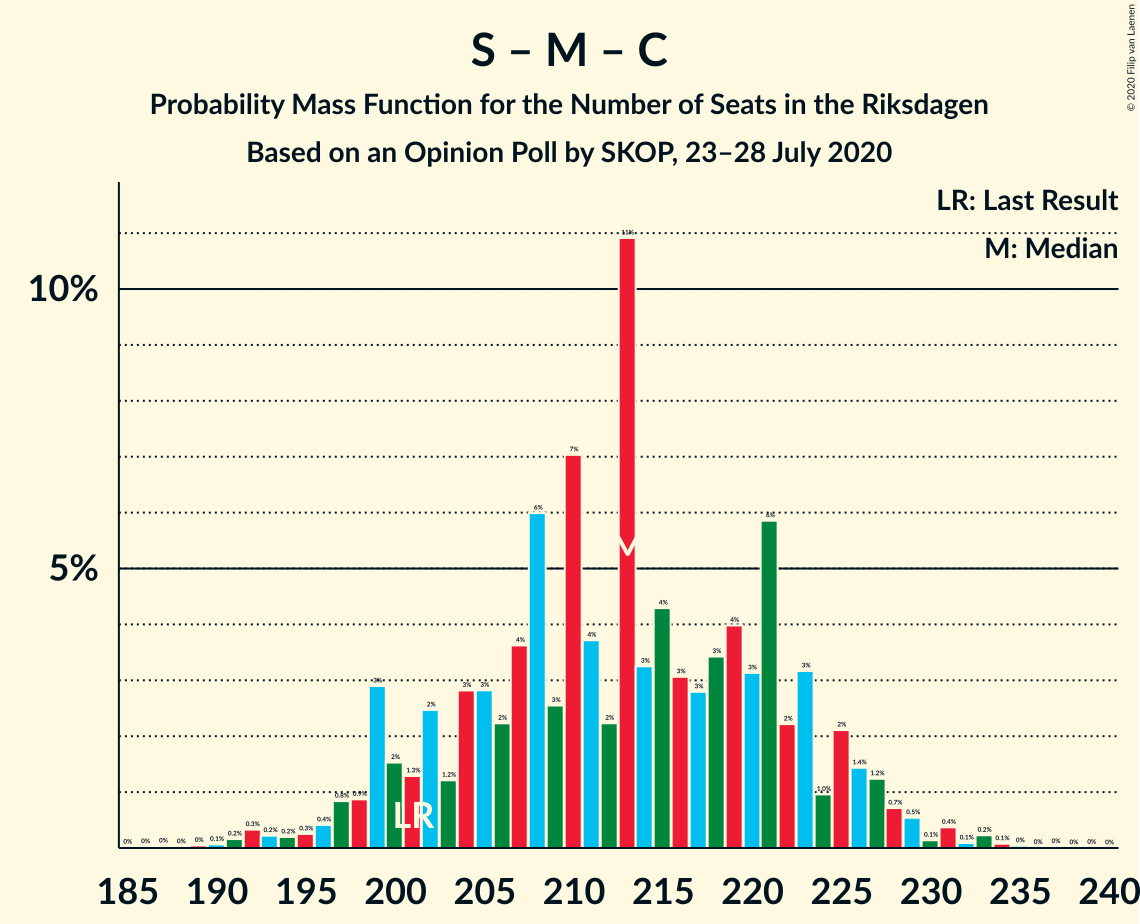 © 2020 Filip van Laenen
S – M – C
Probability Mass Function for the Number of Seats in the Riksdagen
Based on an Opinion Poll by SKOP, 23–28 July 2020
LR: Last Result
M: Median
10%
5%
0% 0% 0% 0% 0% 0.1% 0.2% 0.3% 0.2% 0.2% 0.3% 0.4% 0.8% 0.9% 3% 2% 1.3% 2% 1.2% 3% 3% 2% 4% 6% 3% 7% 4% 2% 11% 3% 4% 3% 3% 3% 4% 3% 6% 2% 3% 1.0% 2% 1.4% 1.2% 0.7% 0.5% 0.1% 0.4% 0.1% 0.2% 0.1% 0% 0% 0% 0% 0% 0%
M
LR
185 190 195 200 205 210 215 220 225 230 235 240